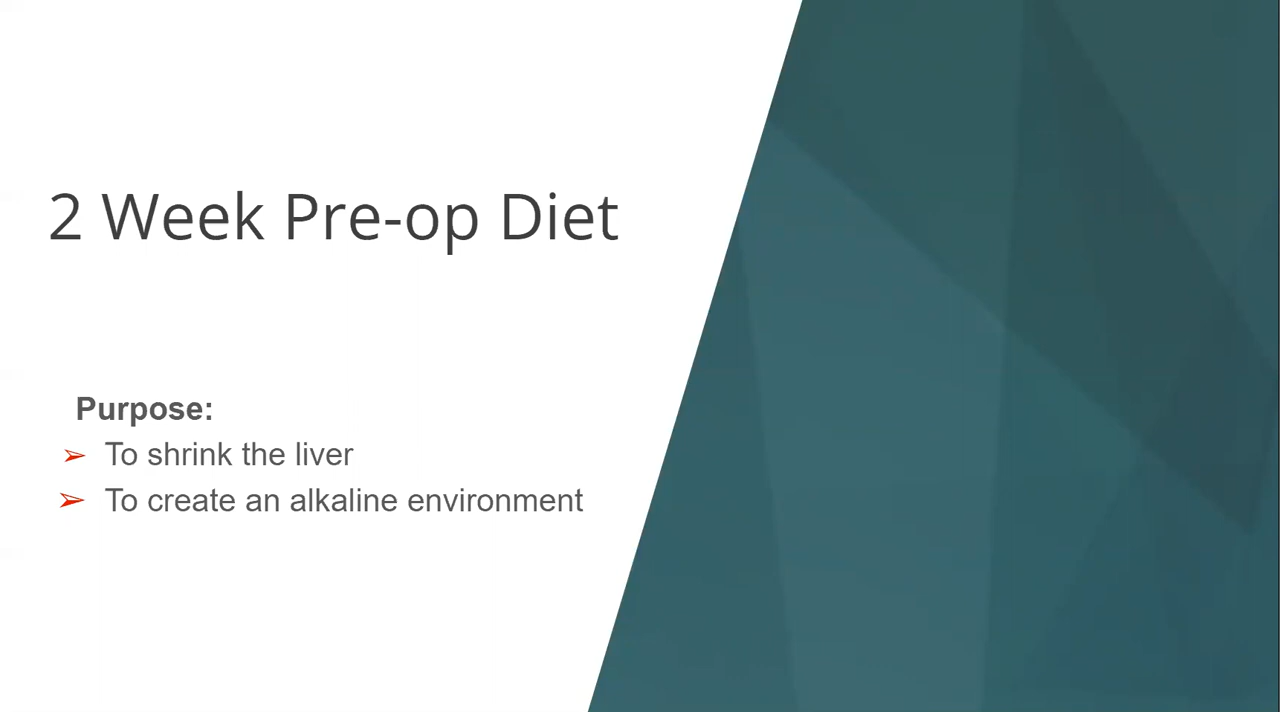 2 Week Pre-op Diet
Purpose:
➢ To shrink the liver
➢ To create an alkaline environment